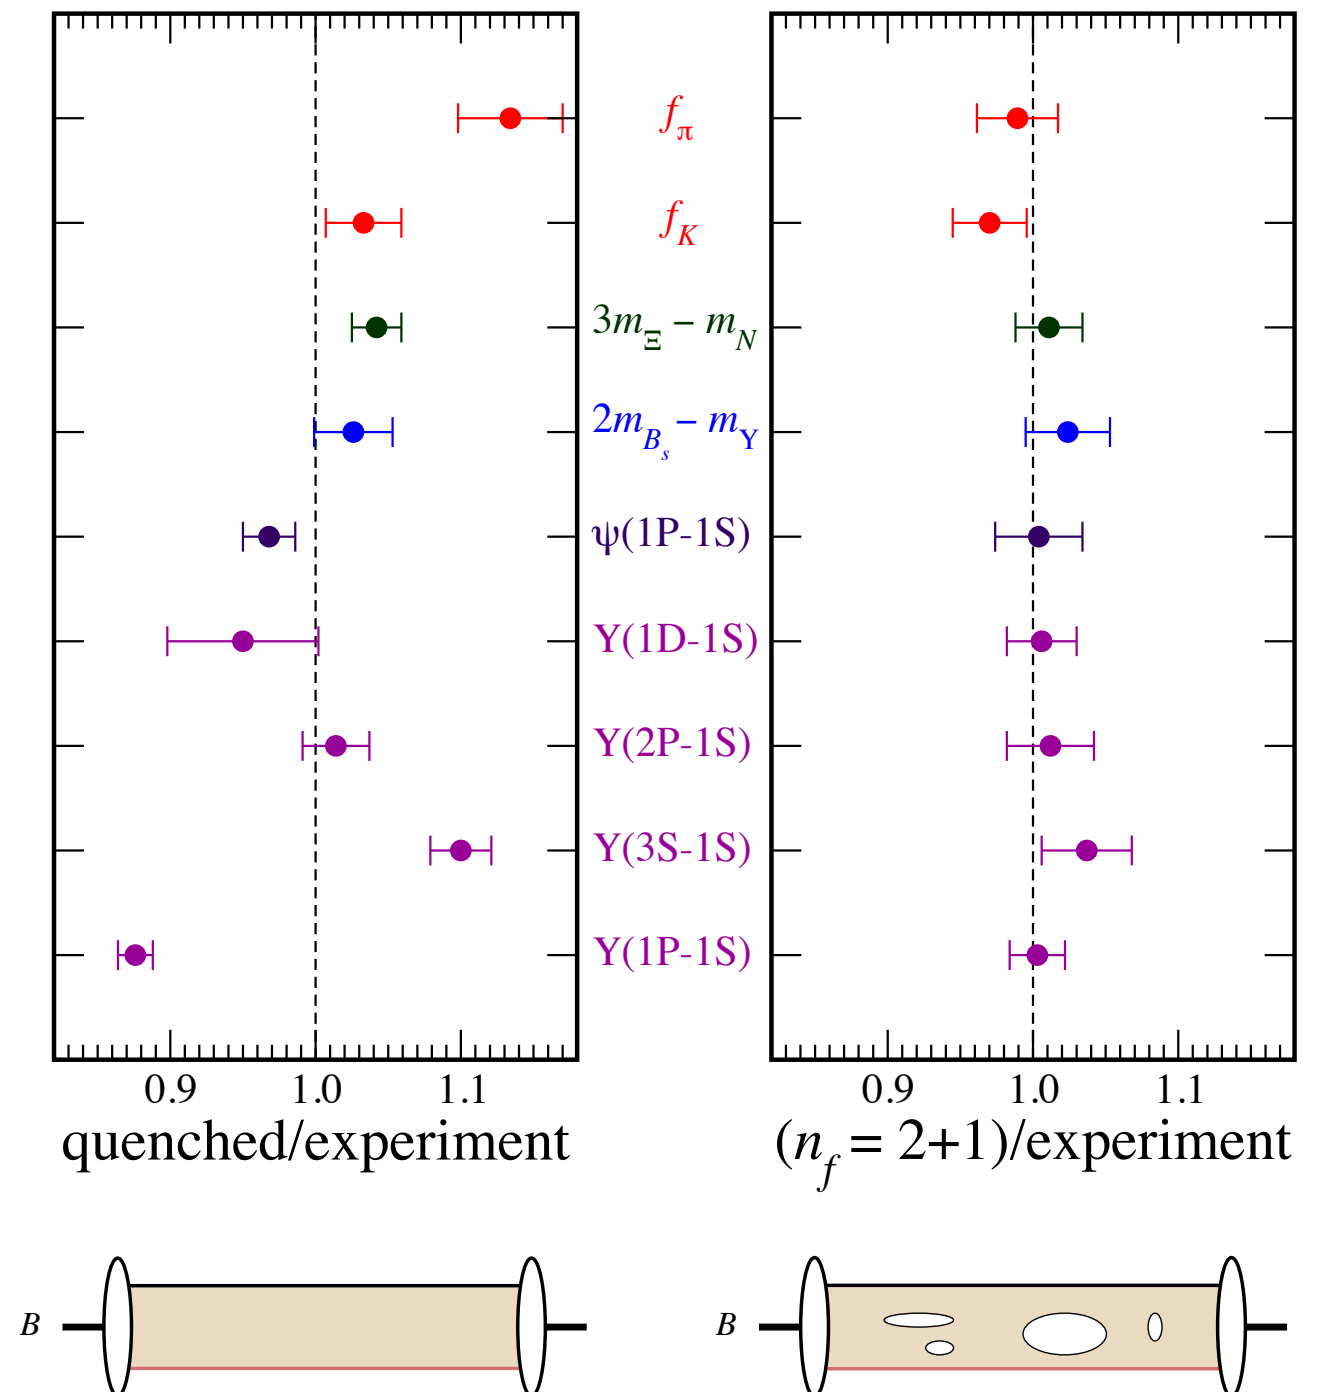 f_π
f_K
3m_Ξ − m_N
2m_{B_s} − m_Υ
ψ(1P-1S)
Υ(1D-1S)
Υ(2P-1S)
Υ(3S-1S)
Υ(1P-1S)
0.9 1.0 1.1 0.9 1.0 1.1
quenched/experiment (n_f = 2+1)/experiment
B B